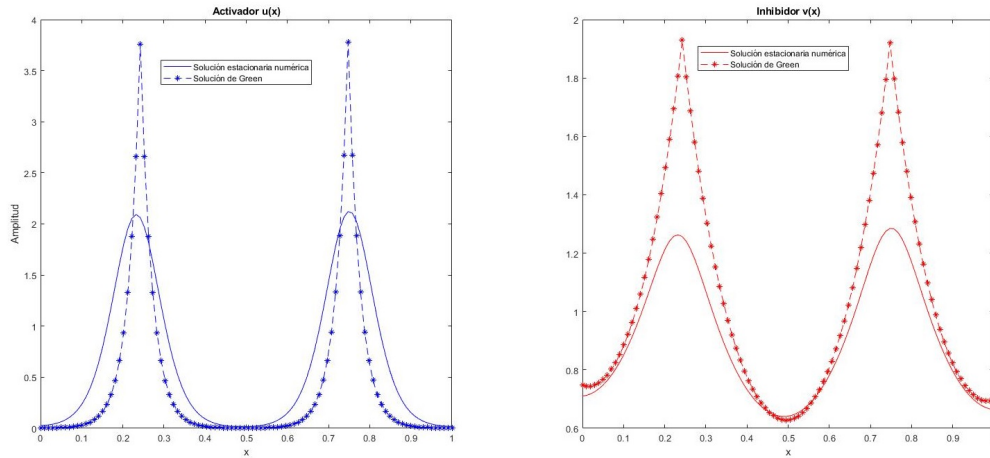 Activador u(x)
4
3.5
3
2.5
2
1.5
1
0.5
0
Amplitud
Solución estacionaria numérica
Solución de Green
0 0.1 0.2 0.3 0.4 0.5 0.6 0.7 0.8 0.9 1
x
Inhibidor v(x)
2
1.8
1.6
1.4
1.2
1
0.8
0.6
Solución estacionaria numérica
Solución de Green
0 0.1 0.2 0.3 0.4 0.5 0.6 0.7 0.8 0.9
x